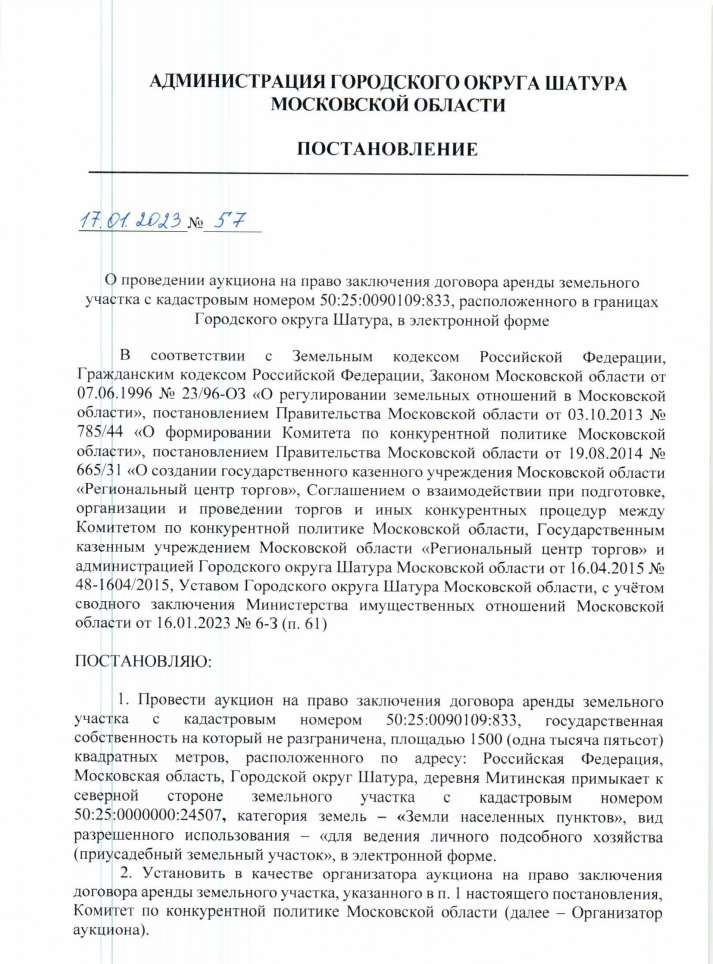 АДМИНИСТРАЦИЯ ГОРОДСКОГО ОКРУГА ШАТУРА
МОСКОВСКОЙ ОБЛАСТИ
ПОСТАНОВЛЕНИЕ
17.01.2023 № 57
О проведении аукциона на право заключения договора аренды земельного
участка с кадастровым номером 50:25:0090109:833, расположенного в границах
Городского округа Шатура, в электронной форме
В соответствии с Земельным кодексом Российской Федерации,
Гражданским кодексом Российской Федерации, Законом Московской области от
07.06.1996 № 23/96-ОЗ «О регулировании земельных отношений в Московской
области», постановлением Правительства Московской области от 03.10.2013 №
785/44 «О формировании Комитета по конкурентной политике Московской
области», постановлением Правительства Московской области от 19.08.2014 №
665/31 «О создании государственного казенного учреждения Московской области
«Региональный центр торгов», Соглашением о взаимодействии при подготовке,
организации и проведении торгов и иных конкурентных процедур между
Комитетом по конкурентной политике Московской области, Государственным
казенным учреждением Московской области «Региональный центр торгов» и
администрацией Городского округа Шатура Московской области от 16.04.2015 №
48-1604/2015, Уставом Городского округа Шатура Московской области, с учётом
сводного заключения Министерства имущественных отношений Московской
области от 16.01.2023 № 6-З (п. 61)
ПОСТАНОВЛЯЮ:
1. Провести аукцион на право заключения договора аренды земельного
участка с кадастровым номером 50:25:0090109:833, государственная
собственность на который не разграничена, площадью 1500 (одна тысяча пятьсот)
квадратных метров, расположенного по адресу: Российская Федерация,
Московская область, Городской округ Шатура, деревня Митинская примыкает к
северной стороне земельного участка с кадастровым номером
50:25:0000000:24507, категория земель – «Земли населенных пунктов», вид
разрешенного использования – «для ведения личного подсобного хозяйства
(приусадебный земельный участок», в электронной форме.
2. Установить в качестве организатора аукциона на право заключения
договора аренды земельного участка, указанного в п. 1 настоящего постановления,
Комитет по конкурентной политике Московской области (далее – Организатор
аукциона).